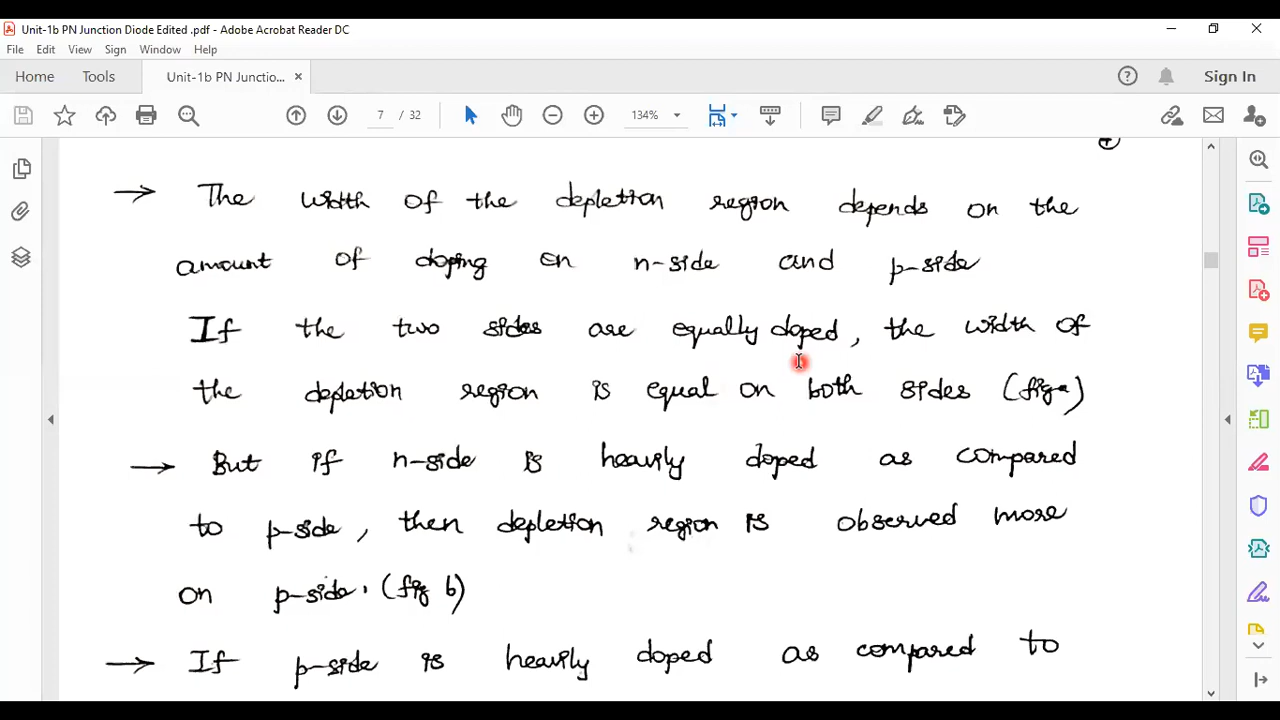 Unit-1b PN Junction Diode Edited .pdf - Adobe Acrobat Reader DC
File Edit View Sign Window Help
Home Tools Unit-1b PN Junctio... × Sign In
7 / 32 134%
→ The width of the depletion region depends on the
amount of doping on n-side and p-side
If the two sides are equally doped, the width of
the depletion region is equal on both sides (fig a)
→ But if n-side is heavily doped as compared
to p-side, then depletion region is observed more
on p-side. (fig b)
→ If p-side is heavily doped as compared to